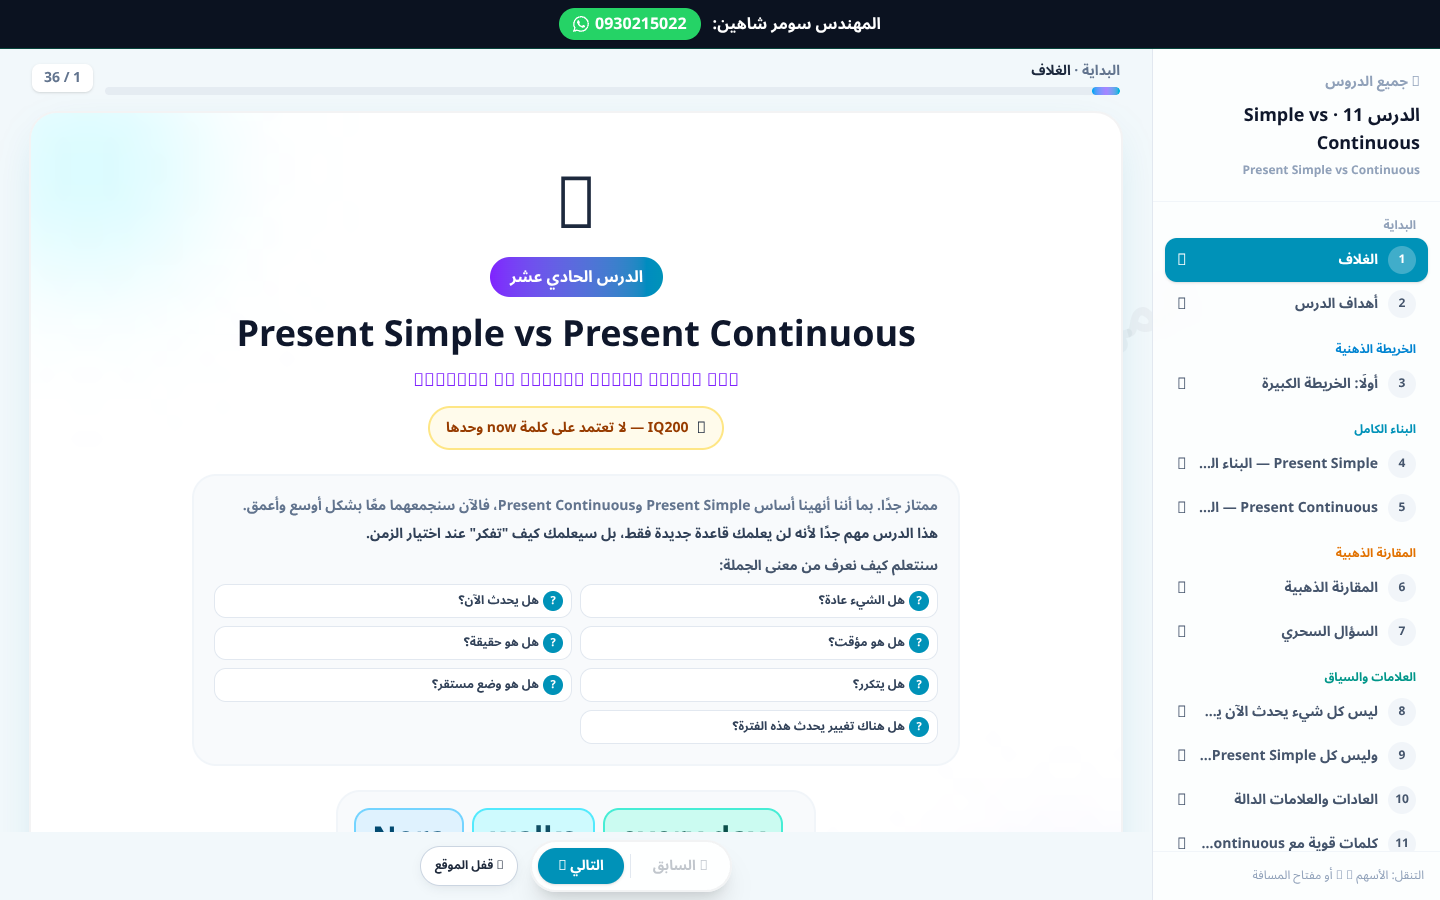 المهندس سومر شاهين: 0930215022
جميع الدروس
الدرس 11 · Simple vs
Continuous
Present Simple vs Continuous
البداية
1 الغلاف
2 أهداف الدرس
الخريطة الذهنية
3 أولًا: الخريطة الكبيرة
البناء الكامل
4 Present Simple — البناء الـ...
5 Present Continuous — الـ...
المقارنة الذهبية
6 المقارنة الذهبية
7 السؤال السحري
العلامات والسياق
8 ليس كل شيء يحدث الآن يـ...
9 وليس كل Present Simple...
10 العادات والعلامات الدالة
11 كلمات قوية مع ontinuous...
التنقل: الأسهم أو مفتاح المسافة
البداية · الغلاف
1 / 36
الدرس الحادي عشر
Present Simple vs Present Continuous
IQ200 — لا تعتمد على كلمة now وحدها
ممتاز جدًا. بما أننا أنهينا أساس Present Simple وPresent Continuous، فالآن سنجمعهما معًا بشكل أوسع وأعمق.
هذا الدرس مهم جدًا لأنه لن يعلمك قاعدة جديدة فقط، بل سيعلمك كيف "تفكر" عند اختيار الزمن.
سنتعلم كيف نعرف من معنى الجملة:
? هل الشيء عادة؟
? هل يحدث الآن؟
? هل هو مؤقت؟
? هل هو حقيقة؟
? هل يتكرر؟
? هل هو وضع مستقر؟
? هل هناك تغيير يحدث هذه الفترة؟
السابق
التالي
قفل الموقع